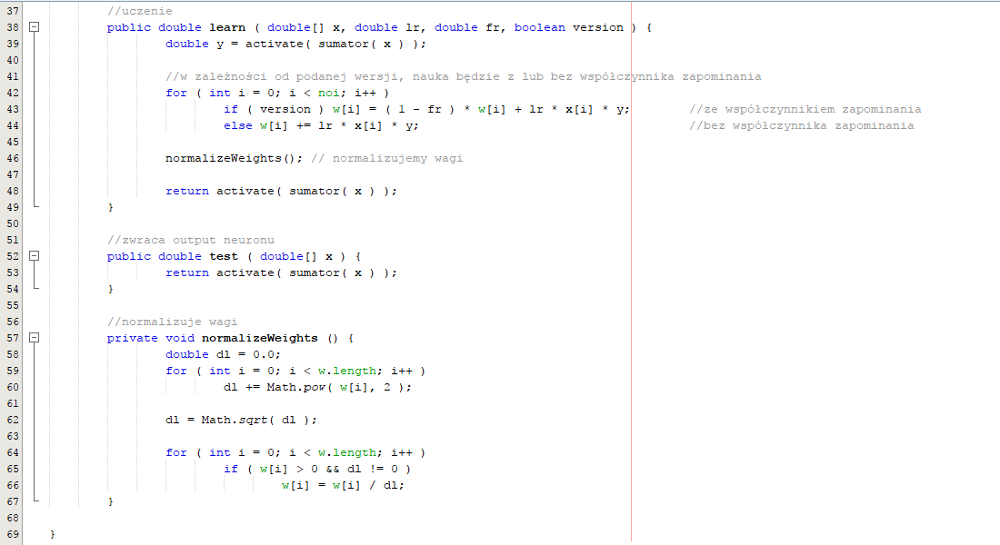 37 //uczenie
38 public double learn ( double[] x, double lr, double fr, boolean version ) {
39 double y = activate( sumator( x ) );
40
41 //w zależności od podanej wersji, nauka będzie z lub bez współczynnika zapominania
42 for ( int i = 0; i < noi; i++ )
43 if ( version ) w[i] = ( 1 - fr ) * w[i] + lr * x[i] * y; //ze współczynnikiem zapominania
44 else w[i] += lr * x[i] * y; //bez współczynnika zapominania
45
46 normalizeWeights(); // normalizujemy wagi
47
48 return activate( sumator( x ) );
49 }
50
51 //zwraca output neuronu
52 public double test ( double[] x ) {
53 return activate( sumator( x ) );
54 }
55
56 //normalizuje wagi
57 private void normalizeWeights () {
58 double dl = 0.0;
59 for ( int i = 0; i < w.length; i++ )
60 dl += Math.pow( w[i], 2 );
61
62 dl = Math.sqrt( dl );
63
64 for ( int i = 0; i < w.length; i++ )
65 if ( w[i] > 0 && dl != 0 )
66 w[i] = w[i] / dl;
67 }
68
69 }